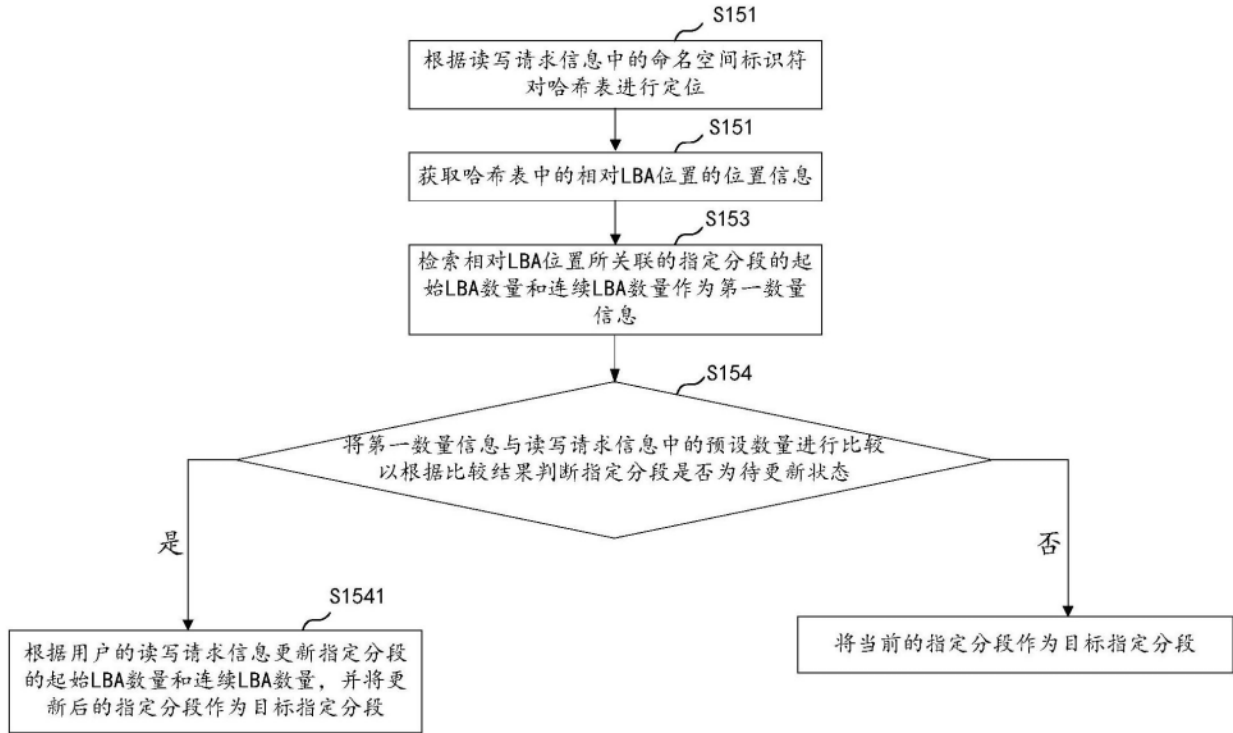 S151
根据读写请求信息中的命名空间标识符
对哈希表进行定位
S151
获取哈希表中的相对LBA位置的位置信息
S153
检索相对LBA位置所关联的指定分段的起
始LBA数量和连续LBA数量作为第一数量
信息
S154
将第一数量信息与读写请求信息中的预设数量进行比较
以根据比较结果判断指定分段是否为待更新状态
是
否
S1541
根据用户的读写请求信息更新指定分段
的起始LBA数量和连续LBA数量，并将更
新后的指定分段作为目标指定分段
将当前的指定分段作为目标指定分段